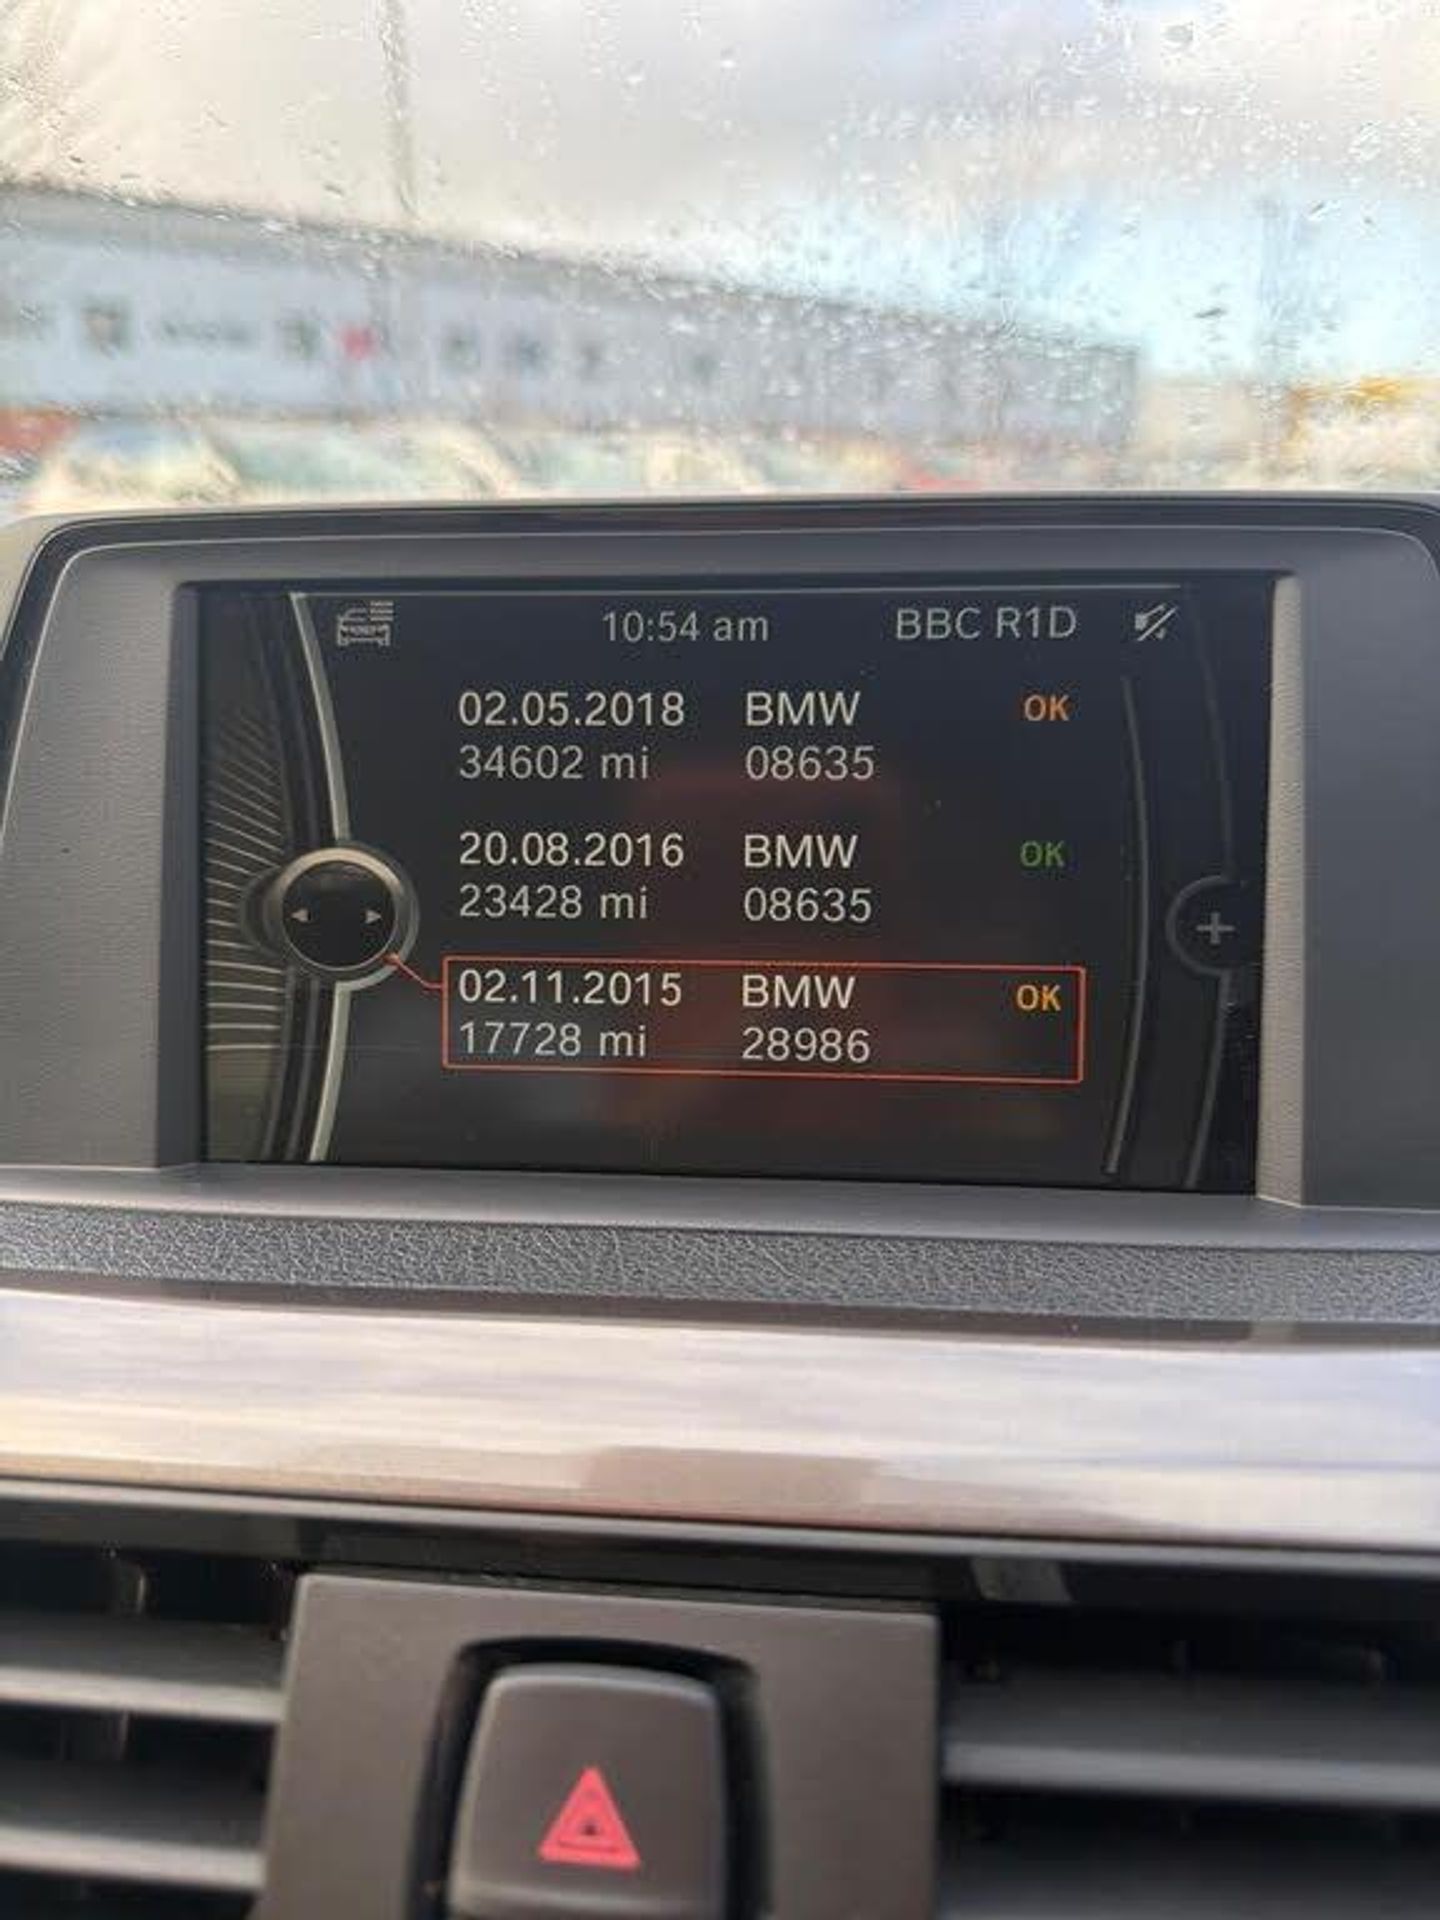 10:54 am BBC R1D
02.05.2018 BMW OK
34602 mi 08635
20.08.2016 BMW OK
23428 mi 08635
02.11.2015 BMW OK
17728 mi 28986